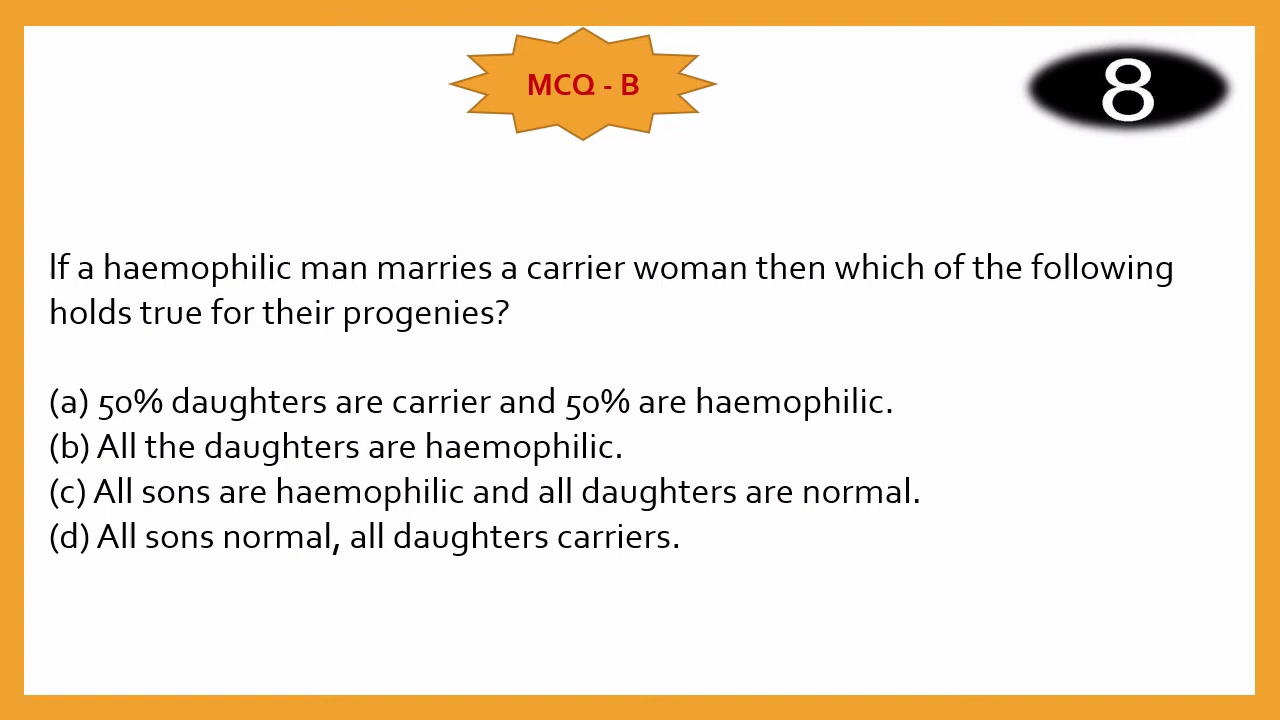 MCQ - B
8
If a haemophilic man marries a carrier woman then which of the following
holds true for their progenies?
(a) 50% daughters are carrier and 50% are haemophilic.
(b) All the daughters are haemophilic.
(c) All sons are haemophilic and all daughters are normal.
(d) All sons normal, all daughters carriers.